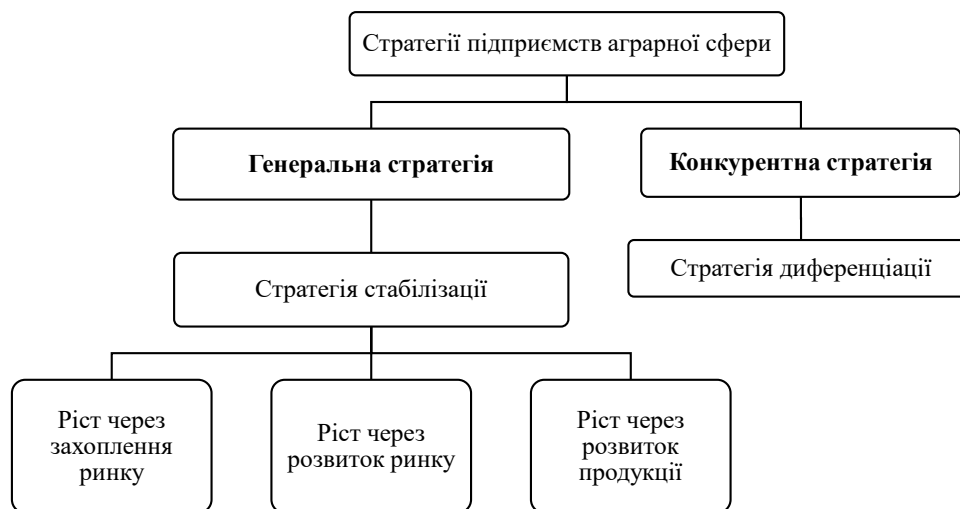 Стратегії підприємств аграрної сфери
Генеральна стратегія
Конкурентна стратегія
Стратегія стабілізації
Стратегія диференціації
Ріст через
захоплення
ринку
Ріст через
розвиток ринку
Ріст через
розвиток
продукції